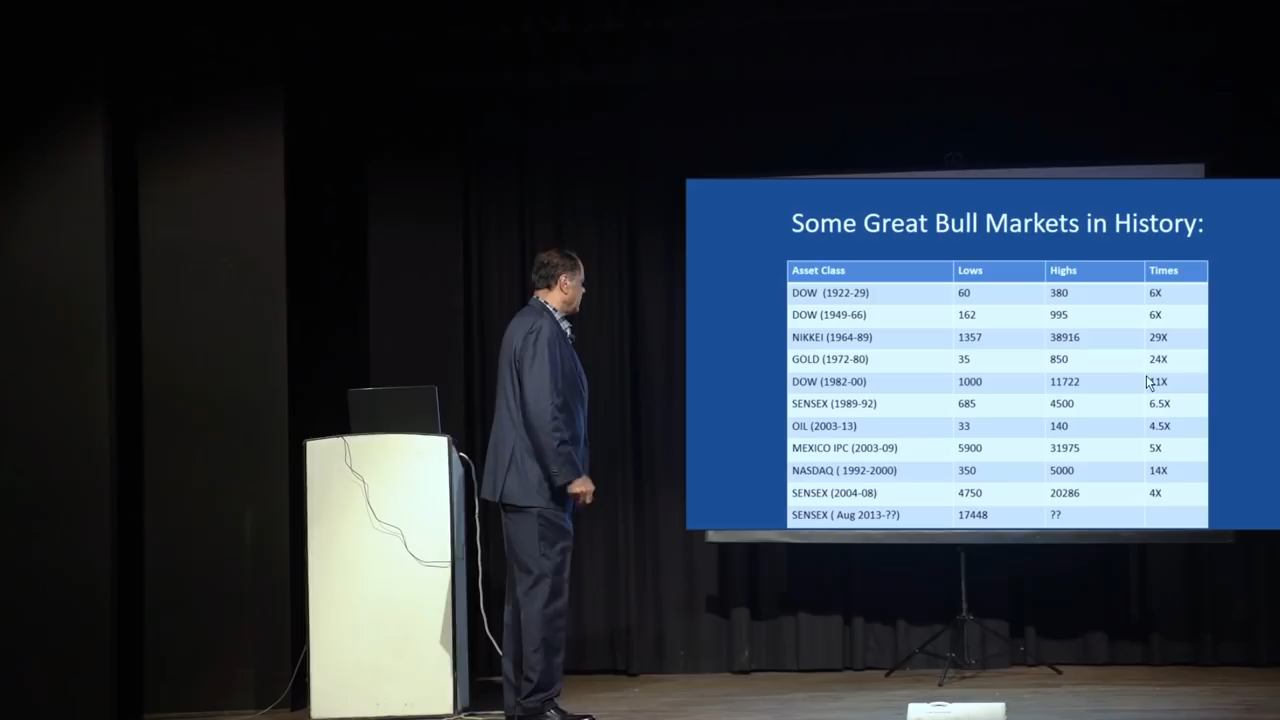 Some Great Bull Markets in History:
Asset Class Lows Highs Times
DOW (1922-29) 60 380 6X
DOW (1949-66) 162 995 6X
NIKKEI (1964-89) 1357 38916 29X
GOLD (1972-80) 35 850 24X
DOW (1982-00) 1000 11722 11X
SENSEX (1989-92) 685 4500 6.5X
OIL (2003-13) 33 140 4.5X
MEXICO IPC (2003-09) 5900 31975 5X
NASDAQ ( 1992-2000) 350 5000 14X
SENSEX (2004-08) 4750 20286 4X
SENSEX ( Aug 2013-??) 17448 ??